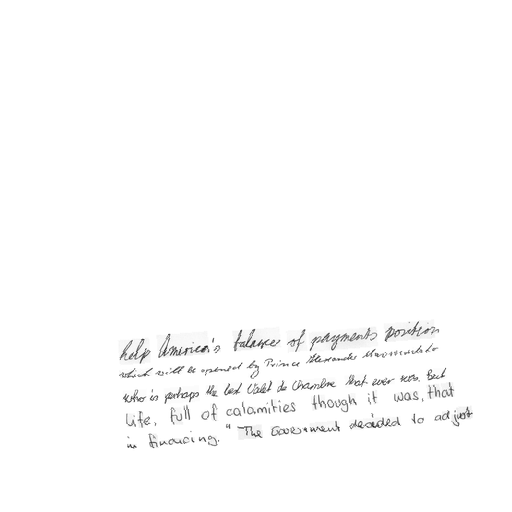 help America's balance of payments position
which will be opened by Prince Alexander
who is perhaps the last Valet de Chambre that ever was. But
life, full of calamities though it was, that
in financing." The Government decided to adjust